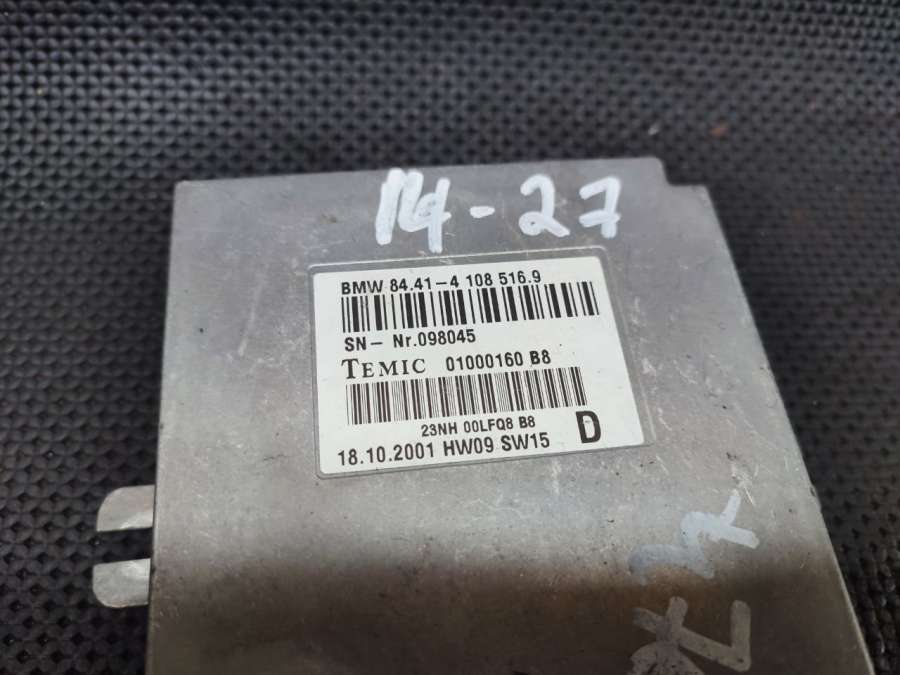 14-27
BMW 84.41-4 108 516.9
SN- Nr.098045
TEMIC 01000160 B8
23NH 00LFQ8 B8
18.10.2001 HW09 SW15 D